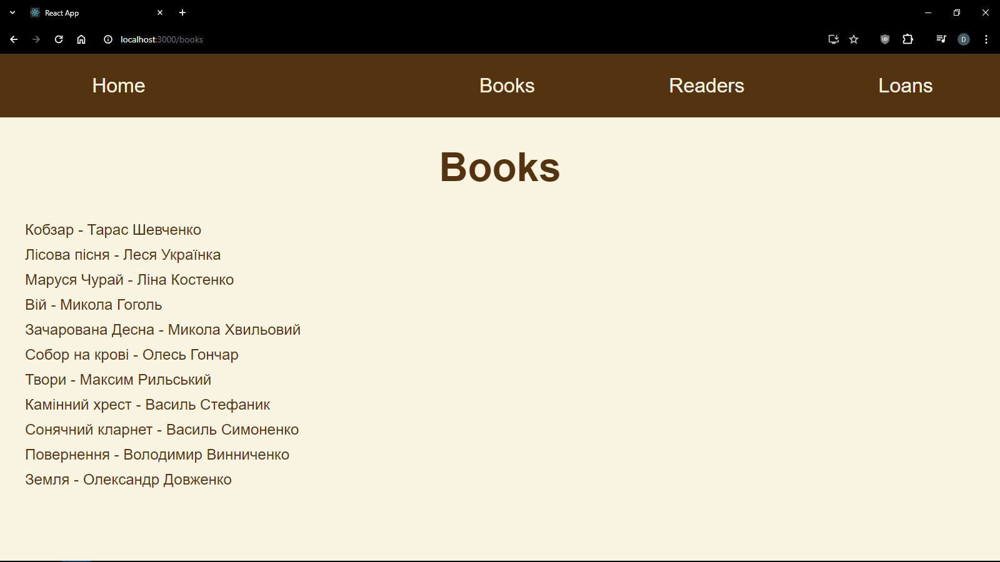 React App
localhost:3000/books
D
Home Books Readers Loans
Books
Кобзар - Тарас Шевченко
Лісова пісня - Леся Українка
Маруся Чурай - Ліна Костенко
Вій - Микола Гоголь
Зачарована Десна - Микола Хвильовий
Собор на крові - Олесь Гончар
Твори - Максим Рильський
Камінний хрест - Василь Стефаник
Сонячний кларнет - Василь Симоненко
Повернення - Володимир Винниченко
Земля - Олександр Довженко